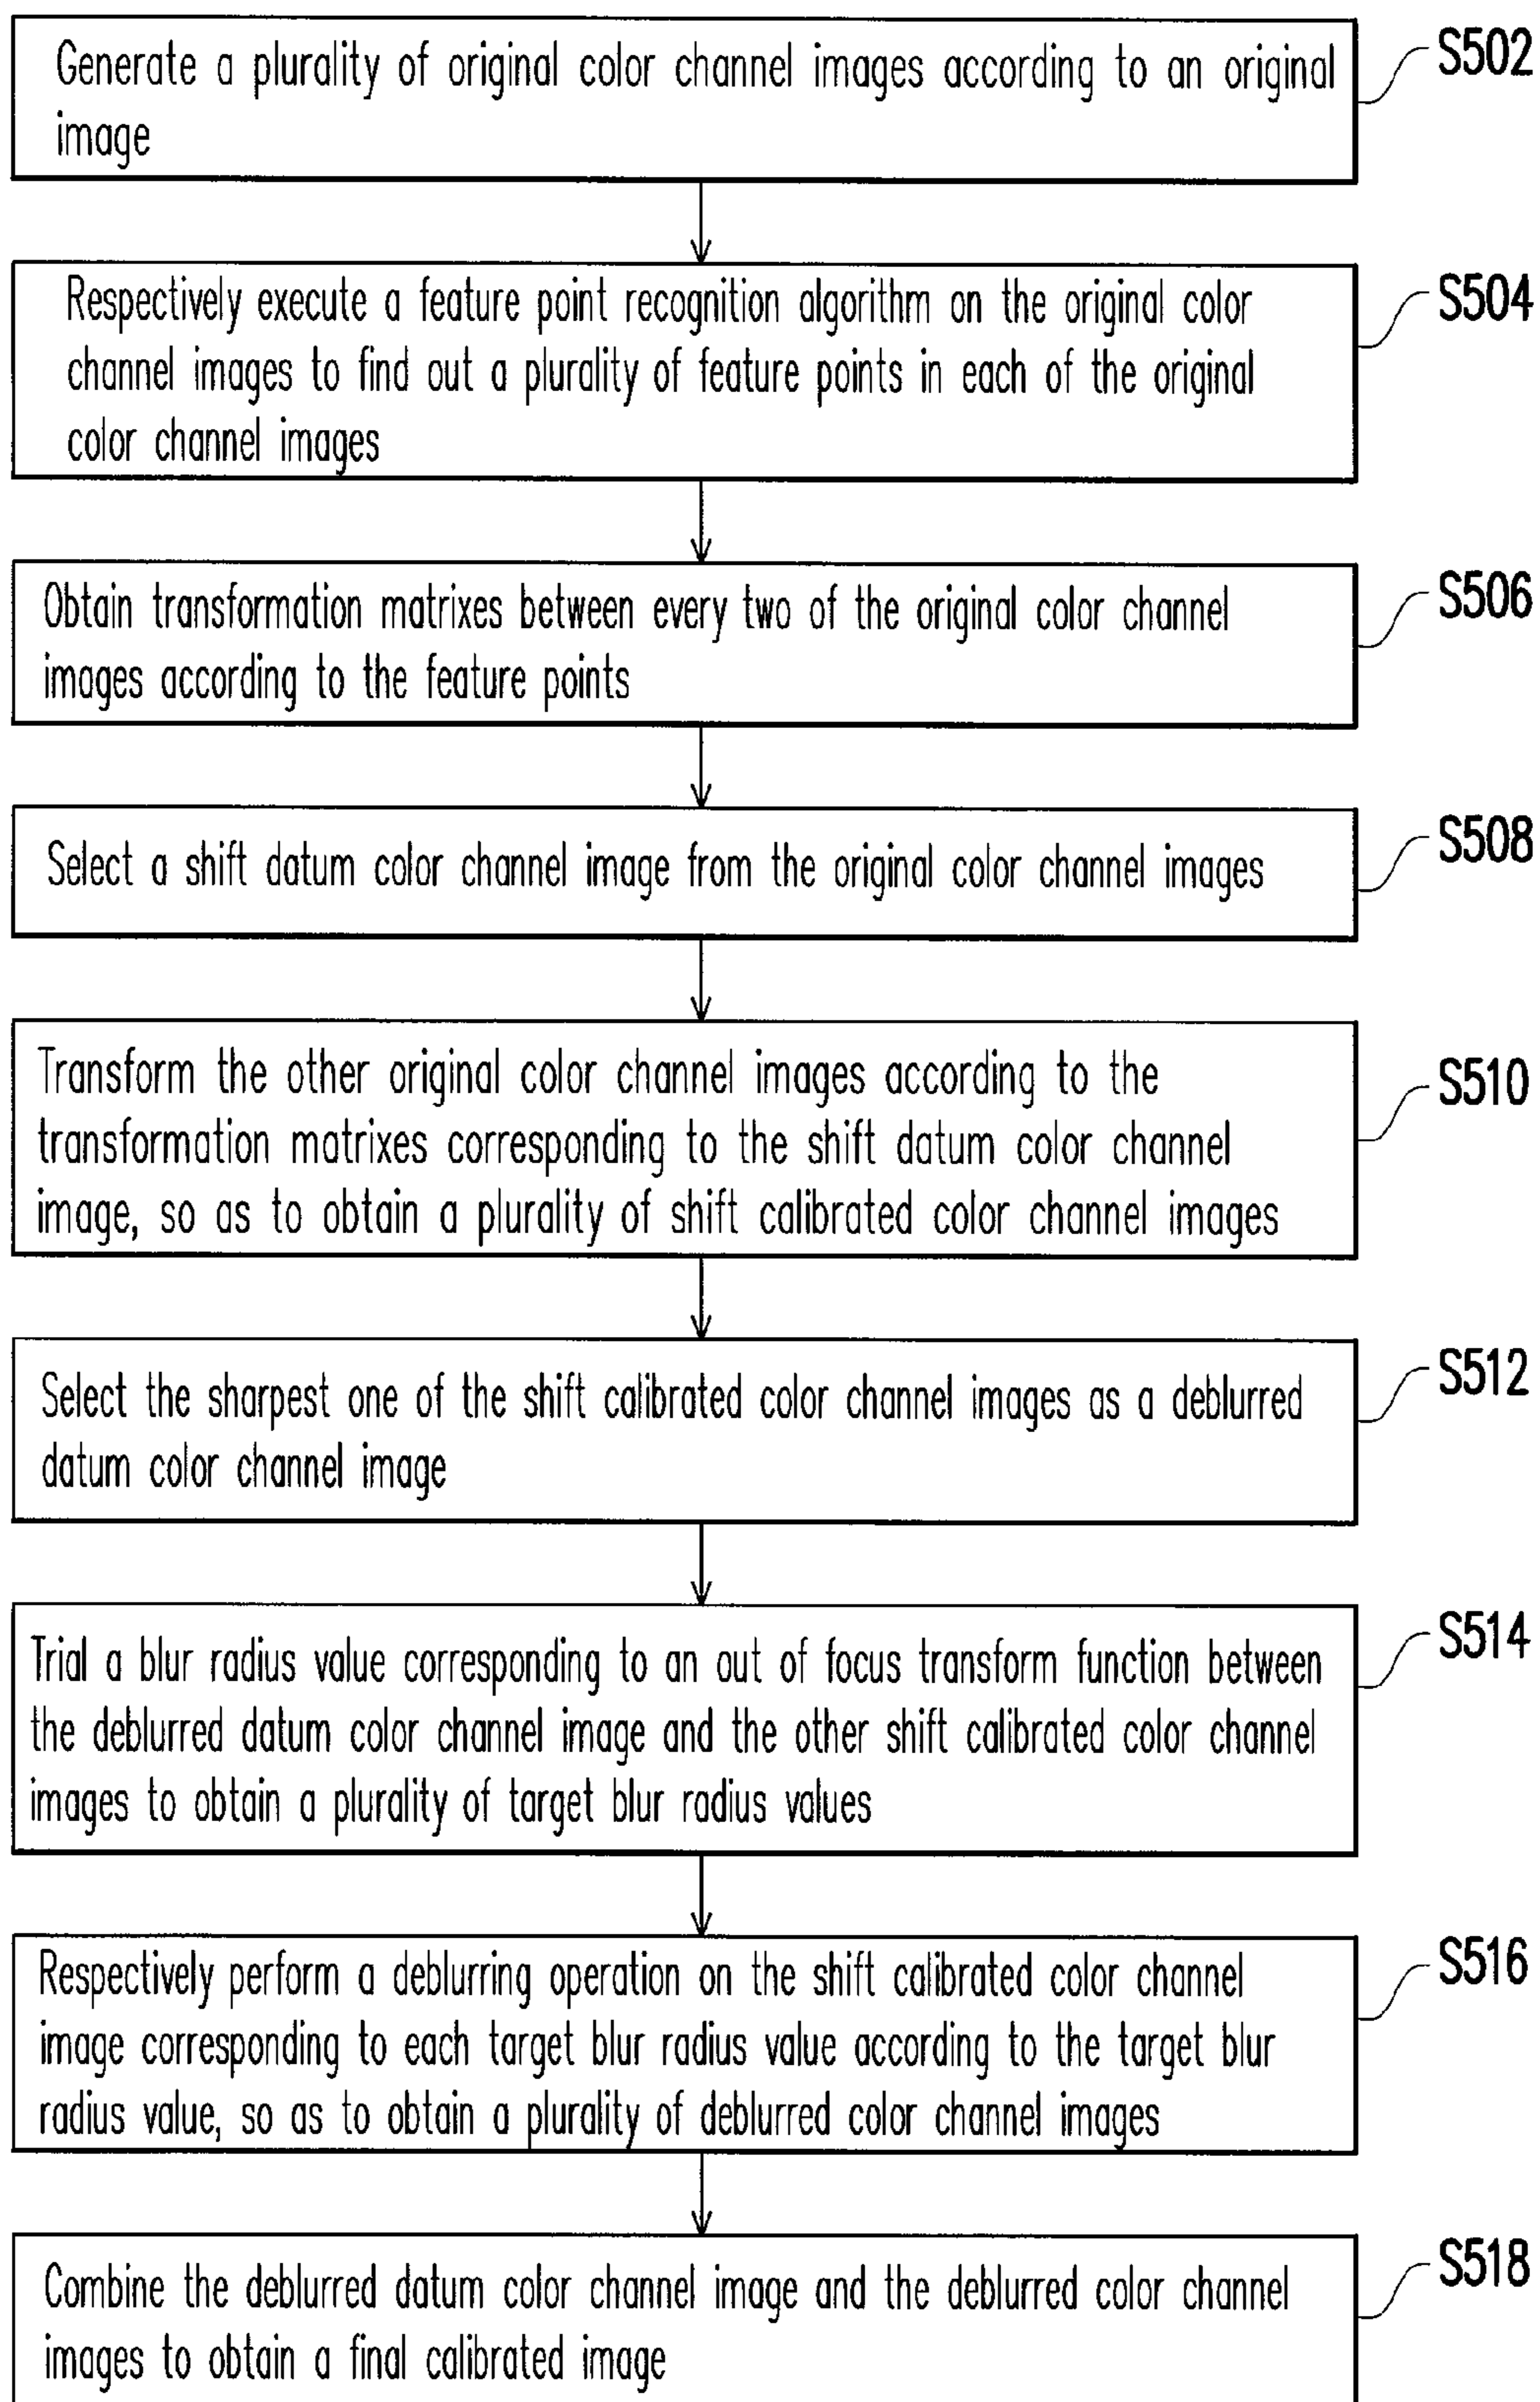 Generate a plurality of original color channel images according to an original
image
S502
Respectively execute a feature point recognition algorithm on the original color
channel images to find out a plurality of feature points in each of the original
color channel images
S504
Obtain transformation matrixes between every two of the original color channel
images according to the feature points
S506
Select a shift datum color channel image from the original color channel images
S508
Transform the other original color channel images according to the
transformation matrixes corresponding to the shift datum color channel
image, so as to obtain a plurality of shift calibrated color channel images
S510
Select the sharpest one of the shift calibrated color channel images as a deblurred
datum color channel image
S512
Trial a blur radius value corresponding to an out of focus transform function between
the deblurred datum color channel image and the other shift calibrated color channel
images to obtain a plurality of target blur radius values
S514
Respectively perform a deblurring operation on the shift calibrated color channel
image corresponding to each target blur radius value according to the target blur
radius value, so as to obtain a plurality of deblurred color channel images
S516
Combine the deblurred datum color channel image and the deblurred color channel
images to obtain a final calibrated image
S518